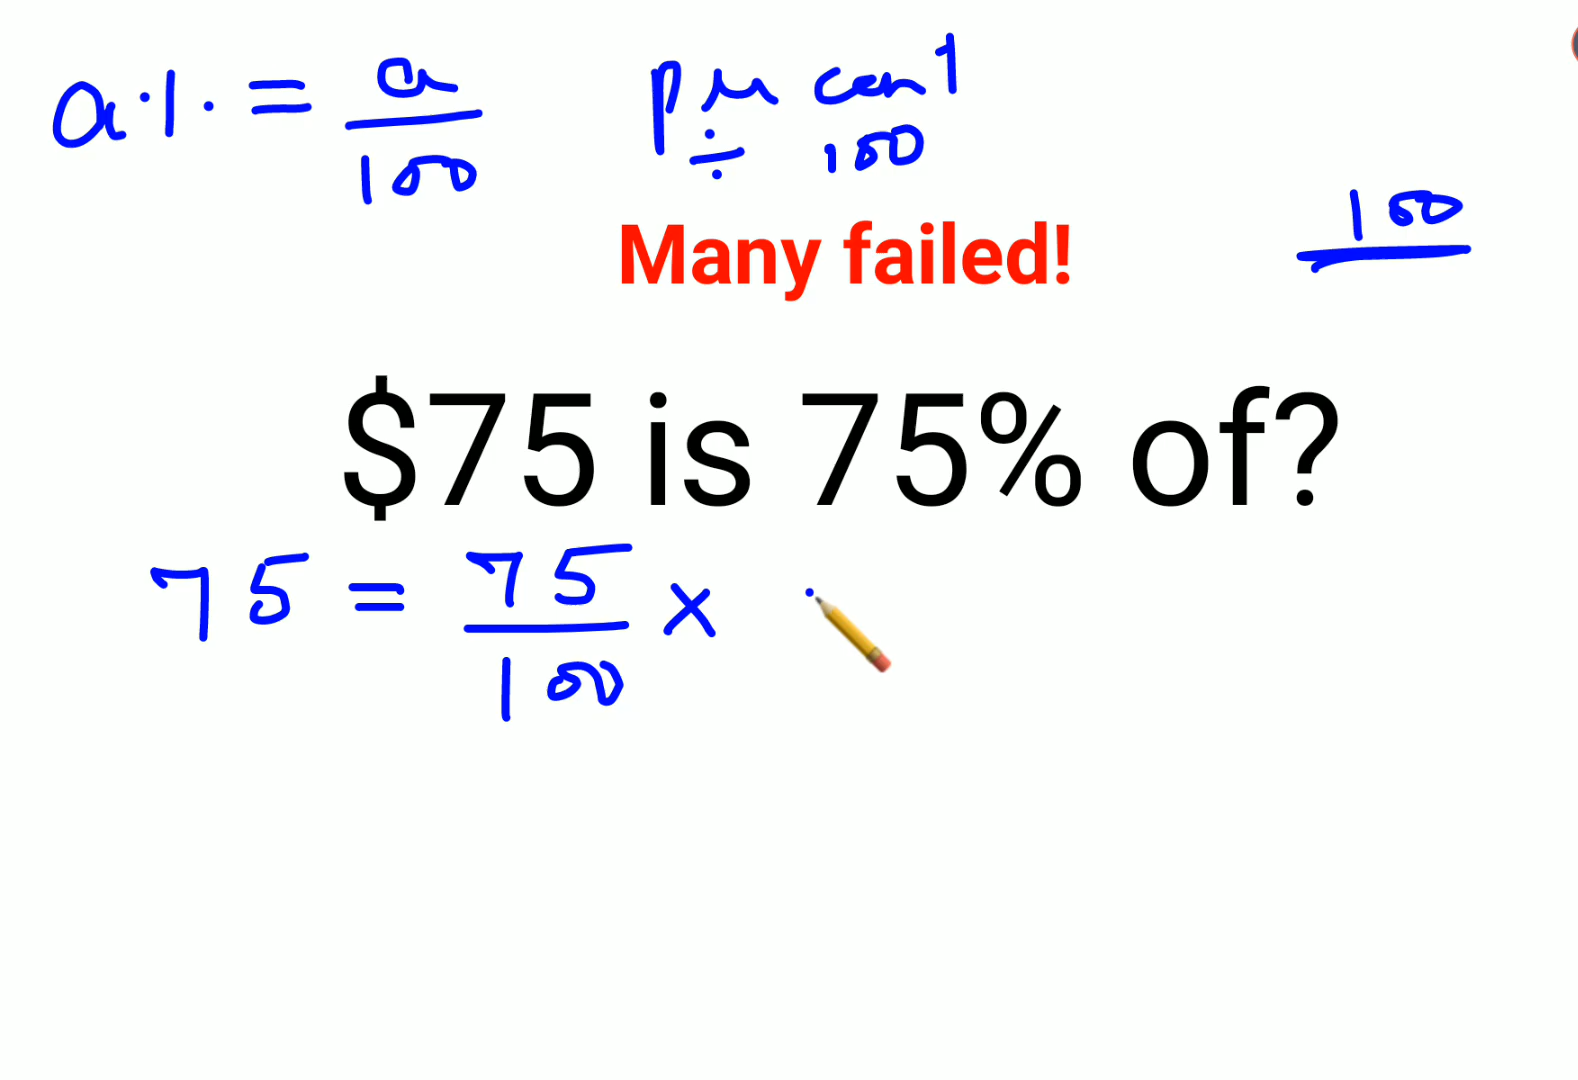 a% = a/100
per cent
÷ 100
100
Many failed!
$75 is 75% of?
75 = 75/100 ×